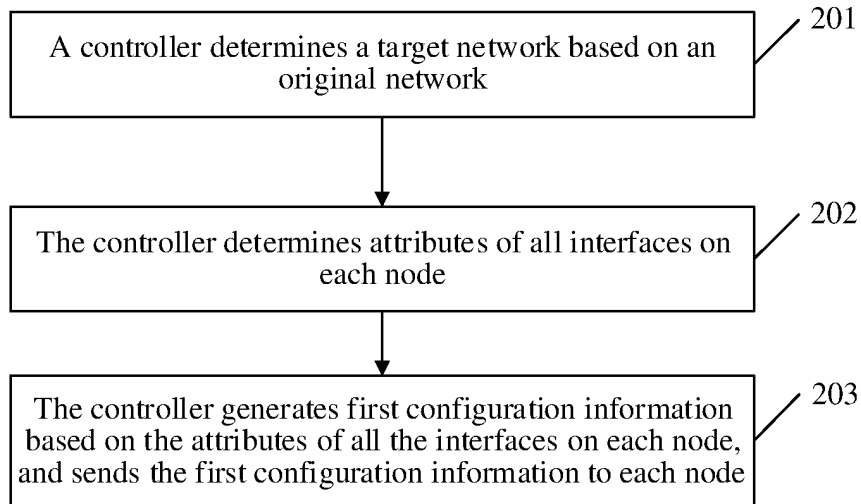 201
A controller determines a target network based on an
original network
202
The controller determines attributes of all interfaces on
each node
203
The controller generates first configuration information
based on the attributes of all the interfaces on each node,
and sends the first configuration information to each node